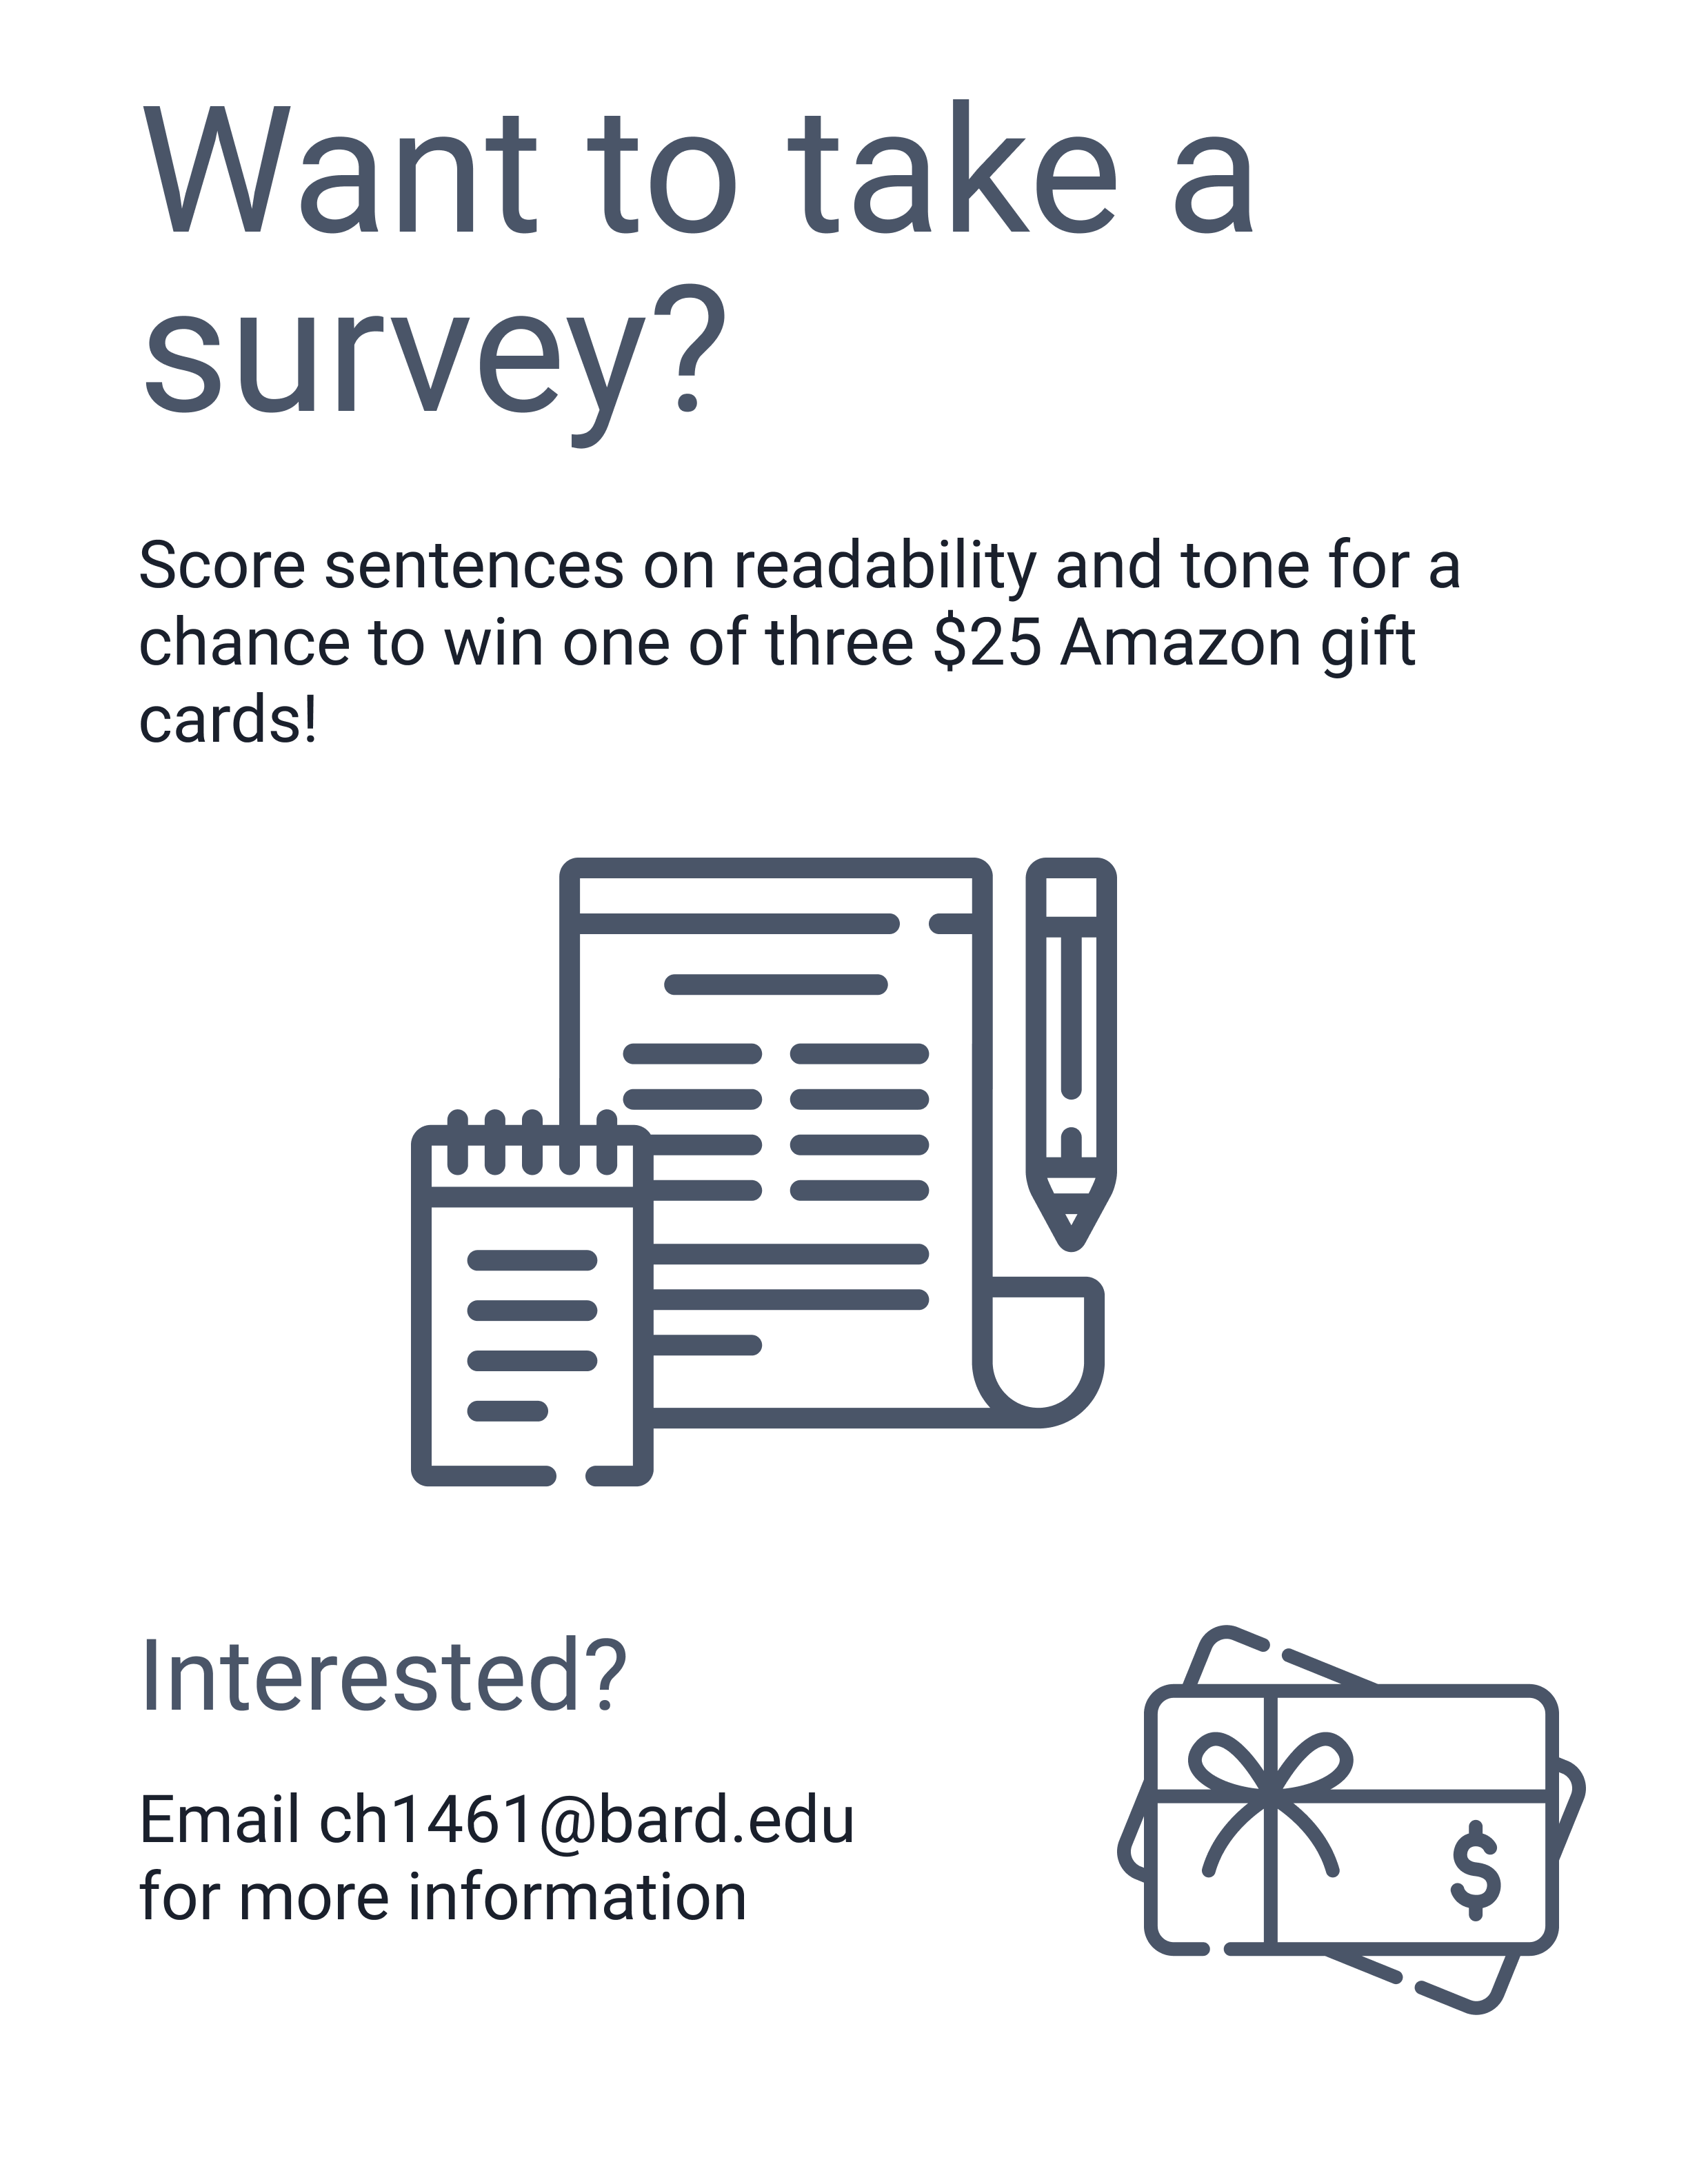 Want to take a
survey?
Score sentences on readability and tone for a
chance to win one of three $25 Amazon gift
cards!
Interested?
Email ch1461@bard.edu
for more information
$